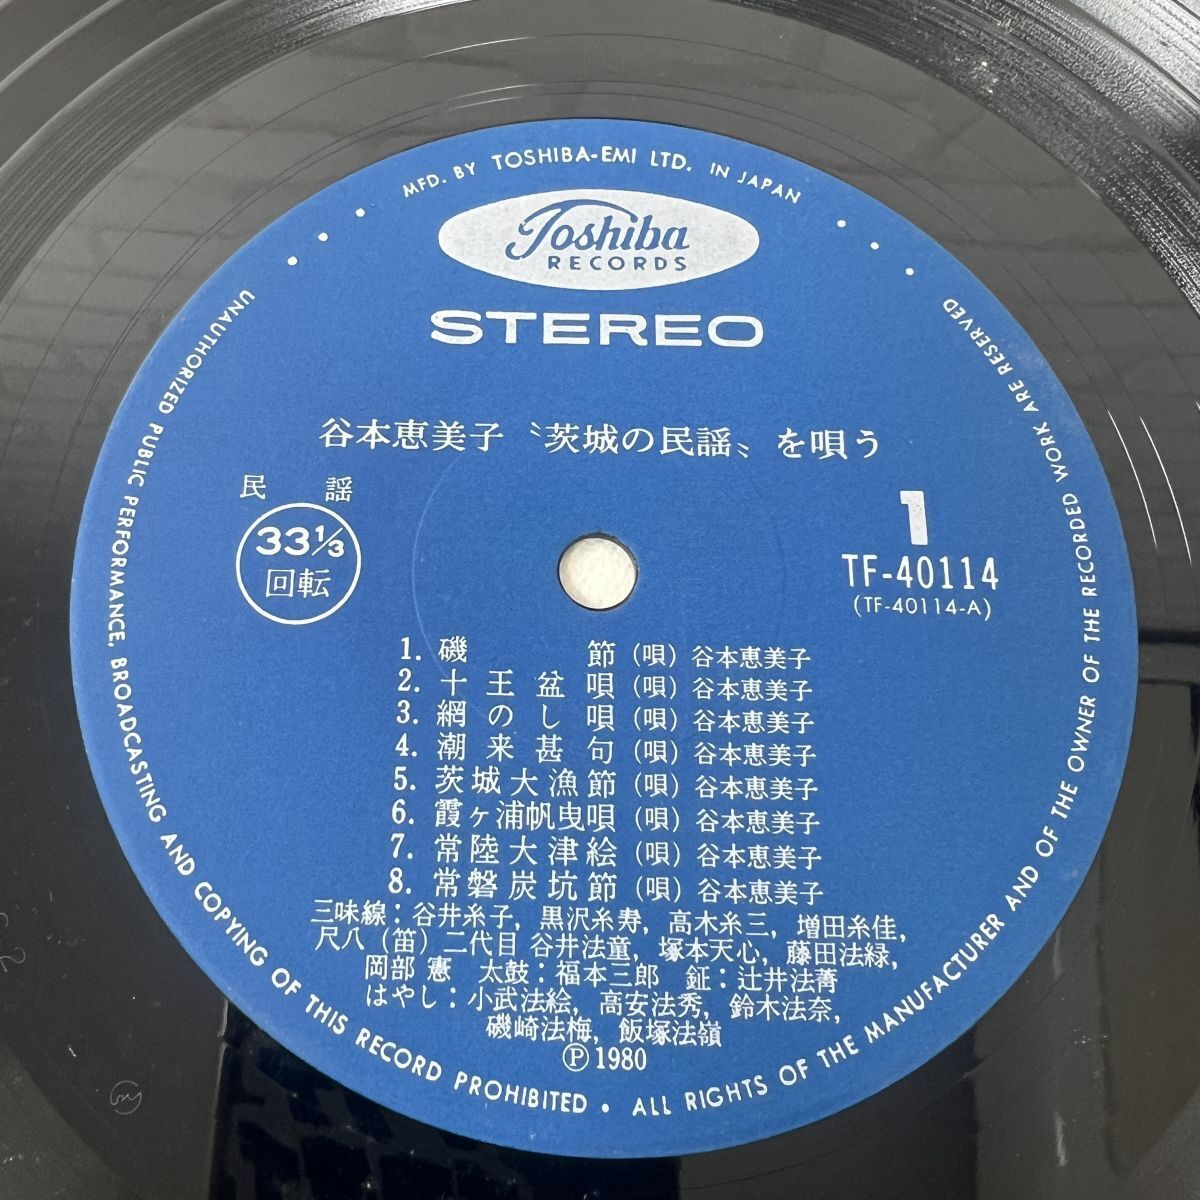 MFD. BY TOSHIBA-EMI LTD. IN JAPAN
Toshiba
RECORDS
STEREO
谷本恵美子〝茨城の民謡〟を唄う
民謡
33⅓
回転
1
TF-40114
(TF-40114-A)
1. 磯節(唄)谷本恵美子
2. 十王盆唄(唄)谷本恵美子
3. 網のし唄(唄)谷本恵美子
4. 潮来甚句(唄)谷本恵美子
5. 茨城大漁節(唄)谷本恵美子
6. 霞ヶ浦帆曳唄(唄)谷本恵美子
7. 常陸大津絵(唄)谷本恵美子
8. 常磐炭坑節(唄)谷本恵美子
三味線：谷井糸子, 黒沢糸寿, 高木糸三, 増田糸佳,
尺八(笛)二代目 谷井法童, 塚本天心, 藤田法緑,
岡部 憲 太鼓：福本三郎 鉦：辻井法菁
はやし：小武法絵, 高安法秀, 鈴木法奈,
磯崎法梅, 飯塚法嶺
Ⓟ1980
UNAUTHORIZED PUBLIC PERFORMANCE, BROADCASTING AND COPYING OF THIS RECORD PROHIBITED • ALL RIGHTS OF THE MANUFACTURER AND OF THE OWNER OF THE RECORDED WORK ARE RESERVED